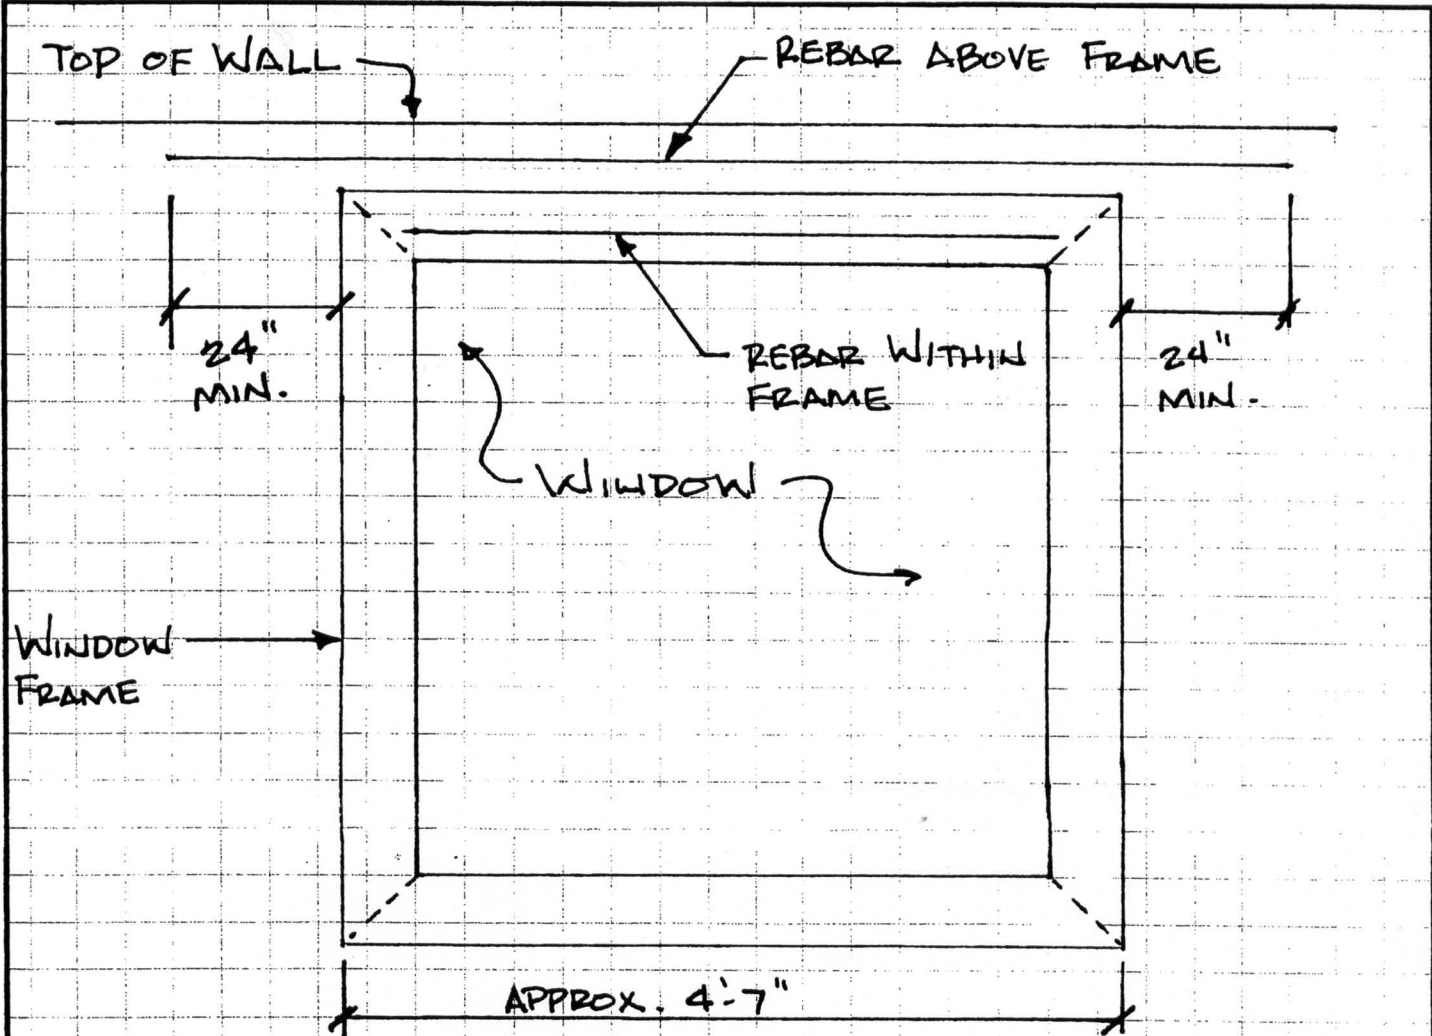 TOP OF WALL
REBAR ABOVE FRAME
24"
MIN.
REBAR WITHIN
FRAME
24"
MIN.
WINDOW
WINDOW
FRAME
APPROX. 4'-7"